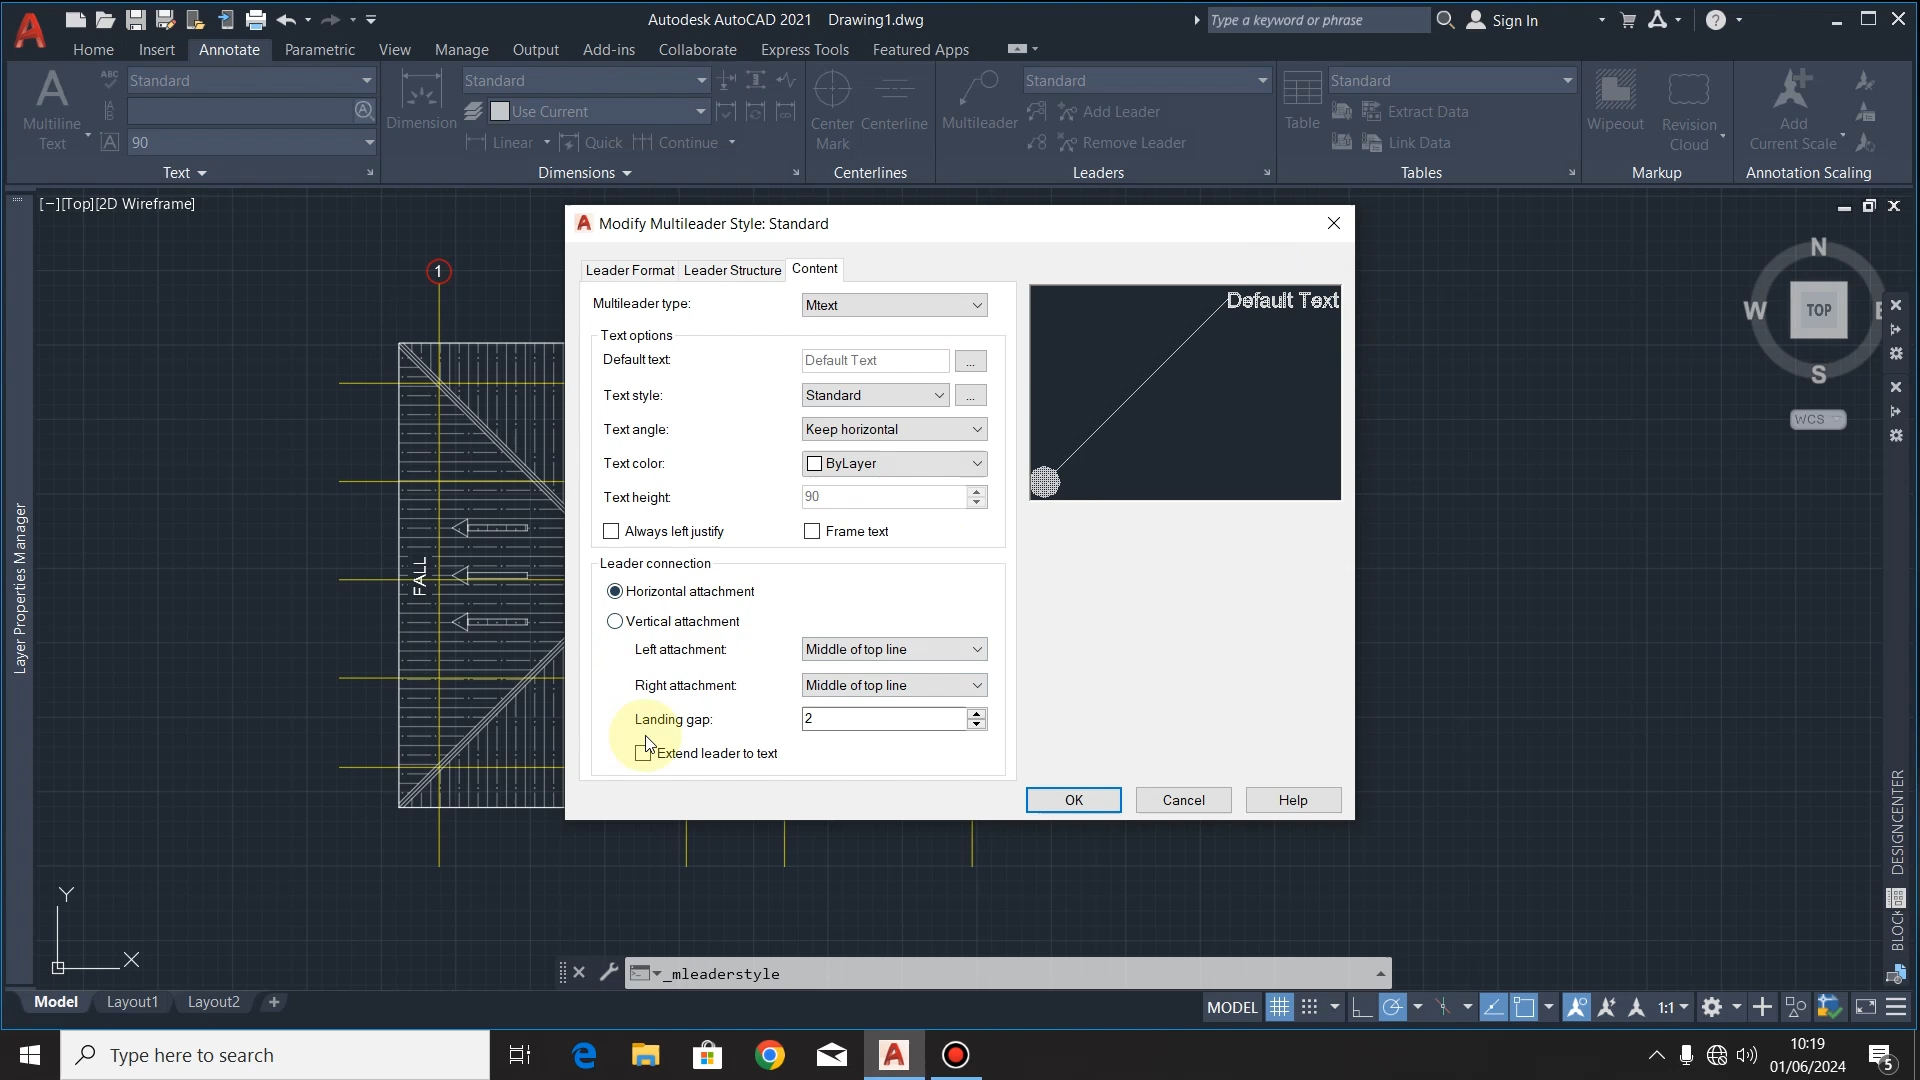 Autodesk AutoCAD 2021 Drawing1.dwg
Type a keyword or phrase
Sign In
Home Insert Annotate Parametric View Manage Output Add-ins Collaborate Express Tools Featured Apps
Multiline Text
ABC
Standard
90
Text
Dimension
Standard
Use Current
Linear Quick Continue
Dimensions
Center Mark
Centerline
Centerlines
Multileader
Standard
Add Leader
Remove Leader
Leaders
Table
Standard
Extract Data
Link Data
Tables
Wipeout
Revision Cloud
Markup
Add Current Scale
Annotation Scaling
[−][Top][2D Wireframe]
Layer Properties Manager
1
FALL
Modify Multileader Style: Standard
Leader Format Leader Structure Content
Multileader type: Mtext
Text options
Default text: Default Text ...
Text style: Standard ...
Text angle: Keep horizontal
Text color: ByLayer
Text height: 90
Always left justify Frame text
Leader connection
Horizontal attachment
Vertical attachment
Left attachment: Middle of top line
Right attachment: Middle of top line
Landing gap: 2
Extend leader to text
Default Text
OK Cancel Help
N
W TOP E
S
WCS
DESIGNCENTER
BLOCK
Y
X
_mleaderstyle
Model Layout1 Layout2 +
MODEL
1:1
Type here to search
10:19
01/06/2024
5